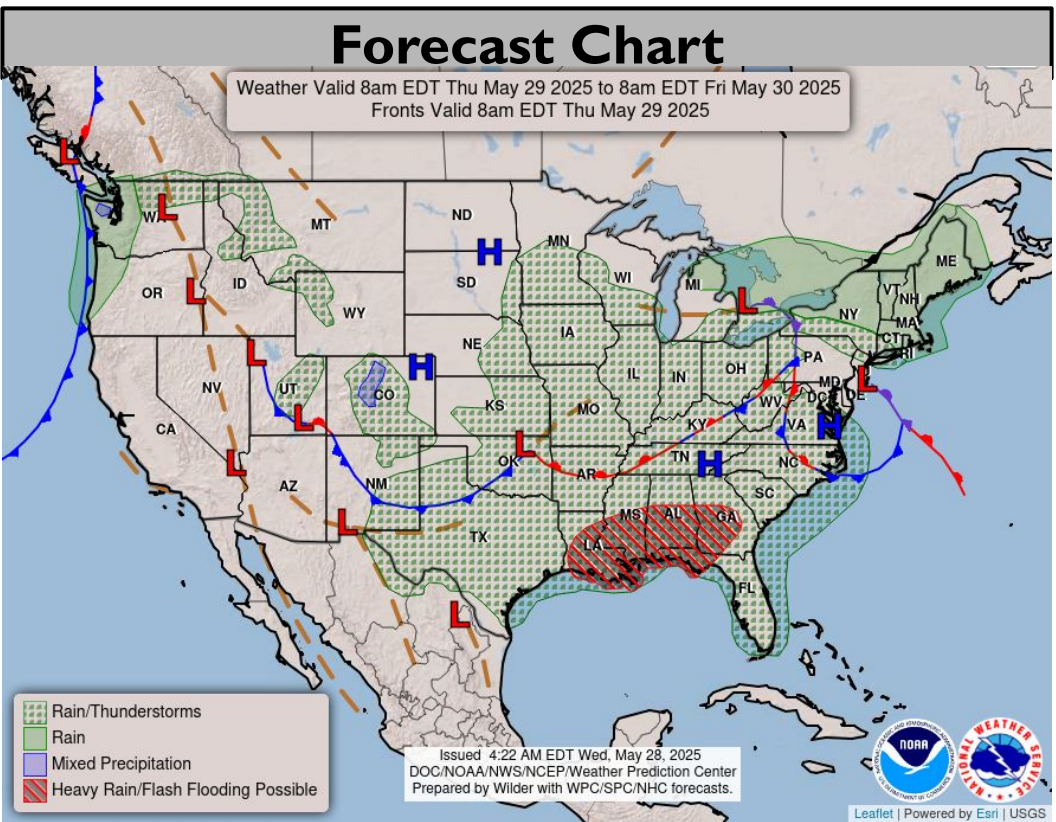 Forecast Chart
Weather Valid 8am EDT Thu May 29 2025 to 8am EDT Fri May 30 2025
Fronts Valid 8am EDT Thu May 29 2025
L
WA L
MT
ND
MN
H
ME
OR L
ID
SD
WI
MI
L
VT
NH
WY
NY
MA
IA
CT
RI
L
NE
H
PA
NV
UT
CO
IL
IN
OH
MD
DE
L
WV
DC
CA
L
KS
MO
KY
VA
H
L
OK
L
AR
TN
H
NC
AZ
NM
SC
L
TX
MS
AL
GA
LA
L
FL
Rain/Thunderstorms
Rain
Mixed Precipitation
Heavy Rain/Flash Flooding Possible
Issued 4:22 AM EDT Wed, May 28, 2025
DOC/NOAA/NWS/NCEP/Weather Prediction Center
Prepared by Wilder with WPC/SPC/NHC forecasts.
NOAA
NATIONAL WEATHER SERVICE
Leaflet | Powered by Esri | USGS